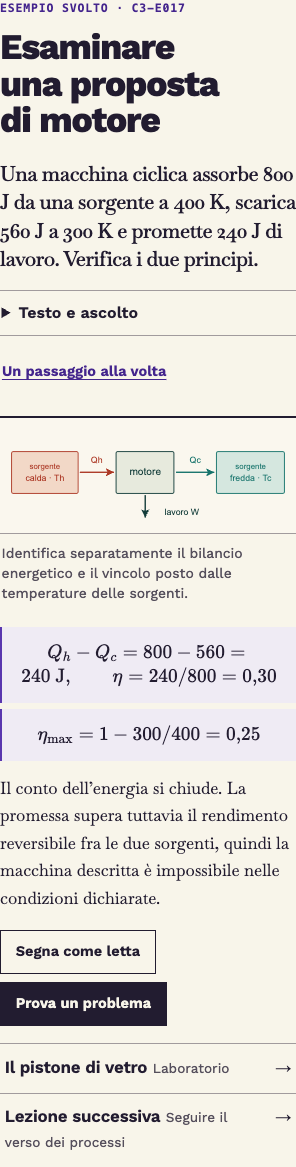 ESEMPIO SVOLTO · C3–E017
Esaminare
una proposta
di motore
Una macchina ciclica assorbe 800
J da una sorgente a 400 K, scarica
560 J a 300 K e promette 240 J di
lavoro. Verifica i due principi.
▶ Testo e ascolto
Un passaggio alla volta
sorgente
calda · Th
Qh
motore
Qc
sorgente
fredda · Tc
lavoro W
Identifica separatamente il bilancio
energetico e il vincolo posto dalle
temperature delle sorgenti.
Qₕ − Q_c = 800 − 560 =
240 J, η = 240/800 = 0,30
η_max = 1 − 300/400 = 0,25
Il conto dell’energia si chiude. La
promessa supera tuttavia il rendimento
reversibile fra le due sorgenti, quindi la
macchina descritta è impossibile nelle
condizioni dichiarate.
Segna come letta
Prova un problema
Il pistone di vetro Laboratorio →
Lezione successiva Seguire il →
verso dei processi